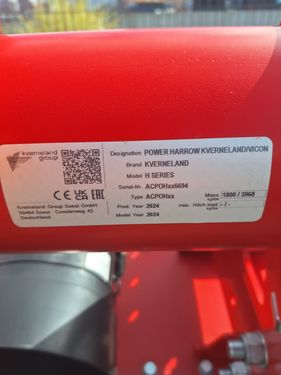 kverneland
group
Designation POWER HARROW KVERNELAND/VICON
Brand KVERNELAND
Model H SERIES
Serial-Nr ACPOHxx6694
Type ACPOHxx
Mass kg/lbs 1800 / 3968
Prod. Year 2024
max. Hitch load kg/lbs - / -
Model Year 2024
CE UK CA EAC
Kverneland Group Soest GmbH
59494 Soest Coesterweg 42
Deutschland